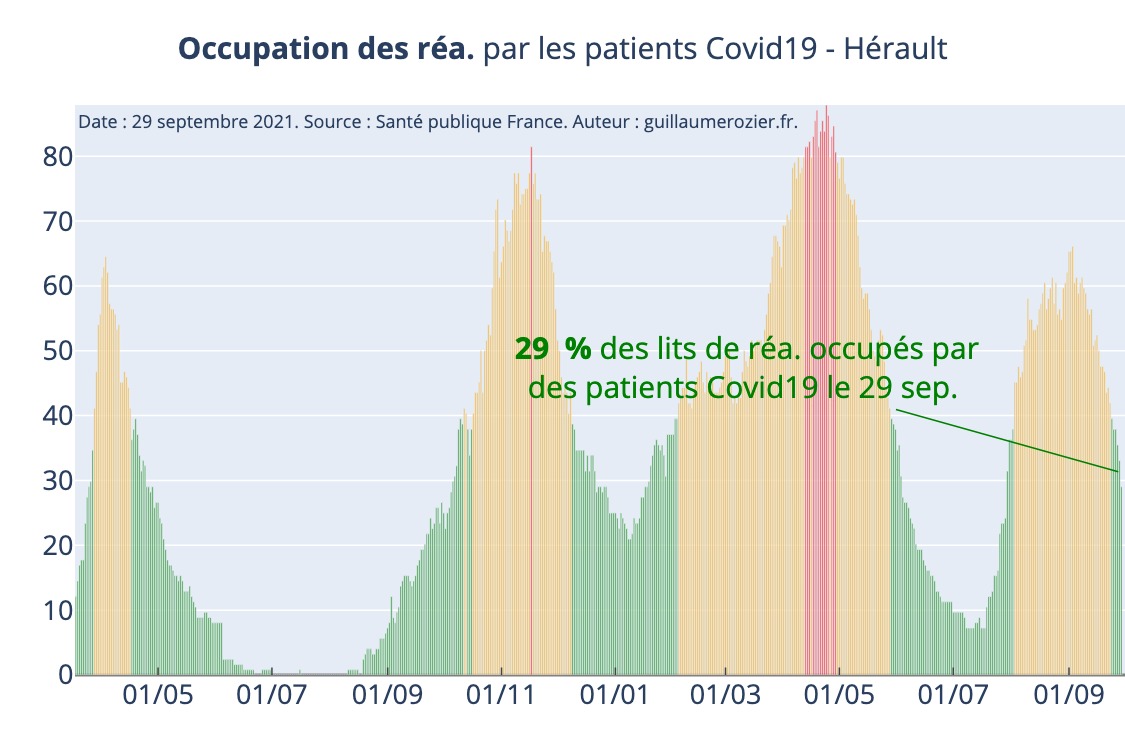 Occupation des réa. par les patients Covid19 - Hérault
Date : 29 septembre 2021. Source : Santé publique France. Auteur : guillaumerozier.fr.
80
70
60
50
40
30
20
10
0
29 % des lits de réa. occupés par
des patients Covid19 le 29 sep.
01/05 01/07 01/09 01/11 01/01 01/03 01/05 01/07 01/09